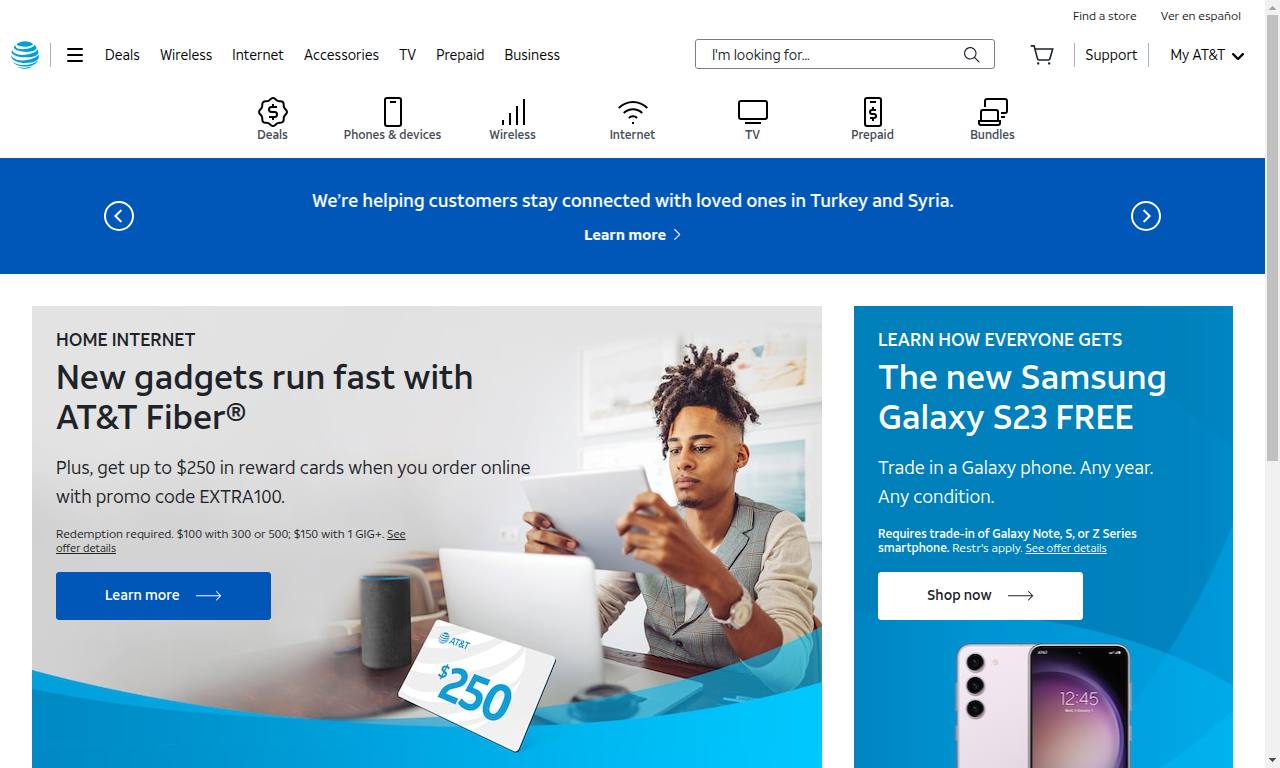 Find a store Ver en español
Deals Wireless Internet Accessories TV Prepaid Business I'm looking for... Support My AT&T
Deals Phones & devices Wireless Internet TV Prepaid Bundles
We’re helping customers stay connected with loved ones in Turkey and Syria.
Learn more
HOME INTERNET
New gadgets run fast with
AT&T Fiber®
Plus, get up to $250 in reward cards when you order online
with promo code EXTRA100.
Redemption required. $100 with 300 or 500; $150 with 1 GIG+. See
offer details
Learn more
AT&T
$250
LEARN HOW EVERYONE GETS
The new Samsung
Galaxy S23 FREE
Trade in a Galaxy phone. Any year.
Any condition.
Requires trade-in of Galaxy Note, S, or Z Series
smartphone. Restr's apply. See offer details
Shop now
12:45